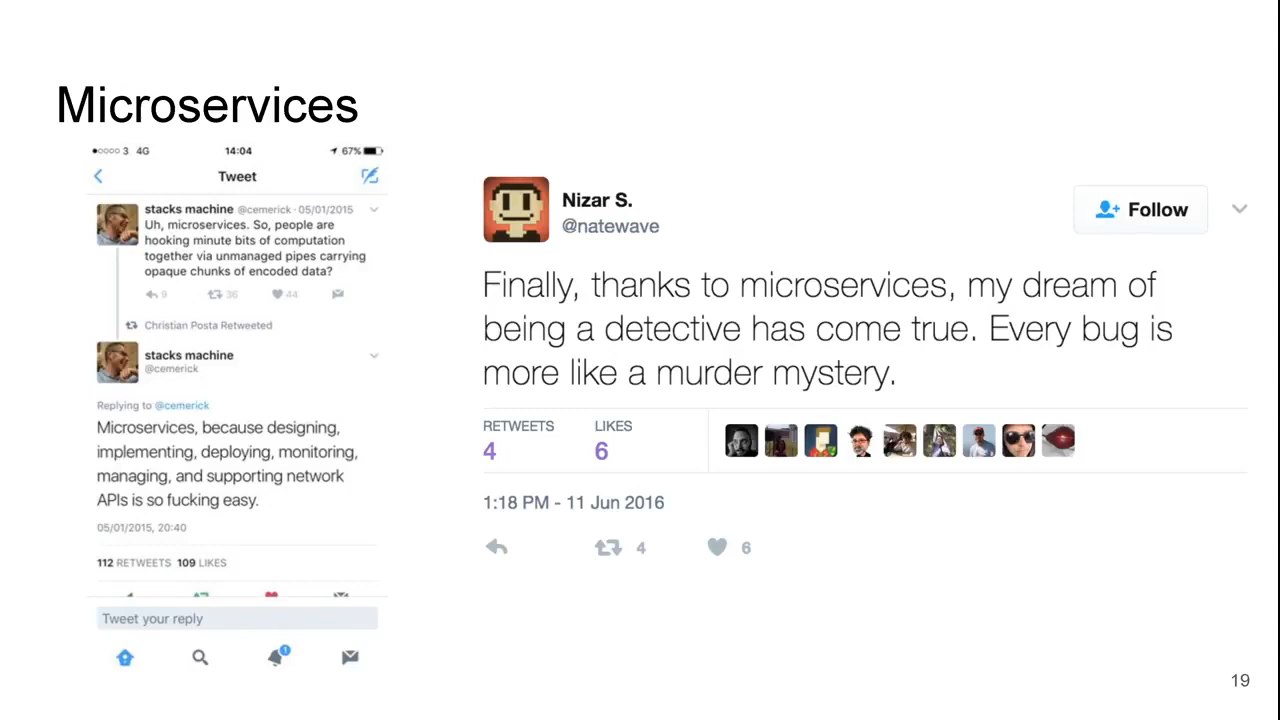 Microservices
3 4G 14:04 67%
Tweet
stacks machine @cemerick · 05/01/2015
Uh, microservices. So, people are
hooking minute bits of computation
together via unmanaged pipes carrying
opaque chunks of encoded data?
9 36 44
Christian Posta Retweeted
stacks machine
@cemerick
Replying to @cemerick
Microservices, because designing,
implementing, deploying, monitoring,
managing, and supporting network
APIs is so fucking easy.
05/01/2015, 20:40
112 RETWEETS 109 LIKES
Tweet your reply
1
Nizar S.
@natewave
Follow
Finally, thanks to microservices, my dream of
being a detective has come true. Every bug is
more like a murder mystery.
RETWEETS LIKES
4 6
1:18 PM - 11 Jun 2016
4 6
19